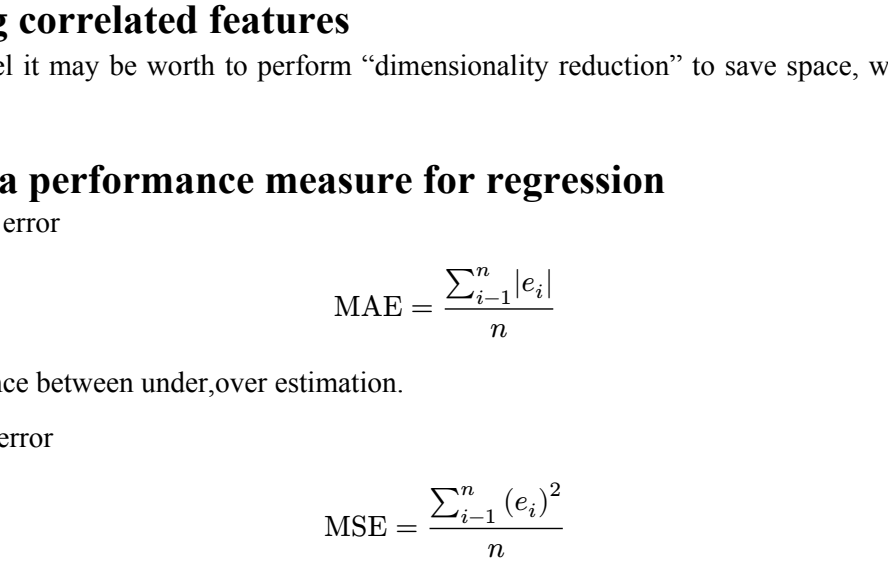 g correlated features
el it may be worth to perform “dimensionality reduction” to save space, w
a performance measure for regression
error
MAE = \frac{\sum_{i-1}^{n} |e_i|}{n}
nce between under,over estimation.
error
MSE = \frac{\sum_{i-1}^{n} (e_i)^2}{n}